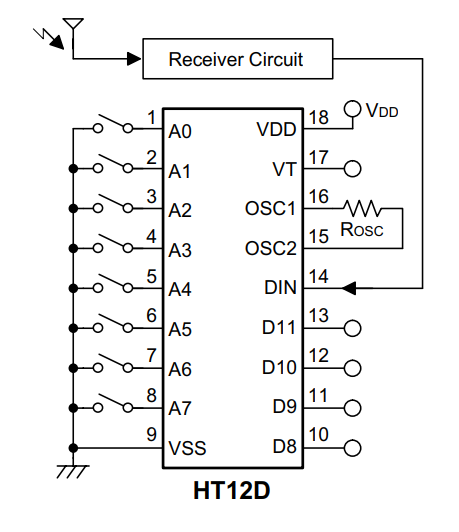 Receiver Circuit
1 A0 VDD 18 VDD
2 A1 VT 17
3 A2 OSC1 16
ROSC
4 A3 OSC2 15
5 A4 DIN 14
6 A5 D11 13
7 A6 D10 12
8 A7 D9 11
9 VSS D8 10
HT12D